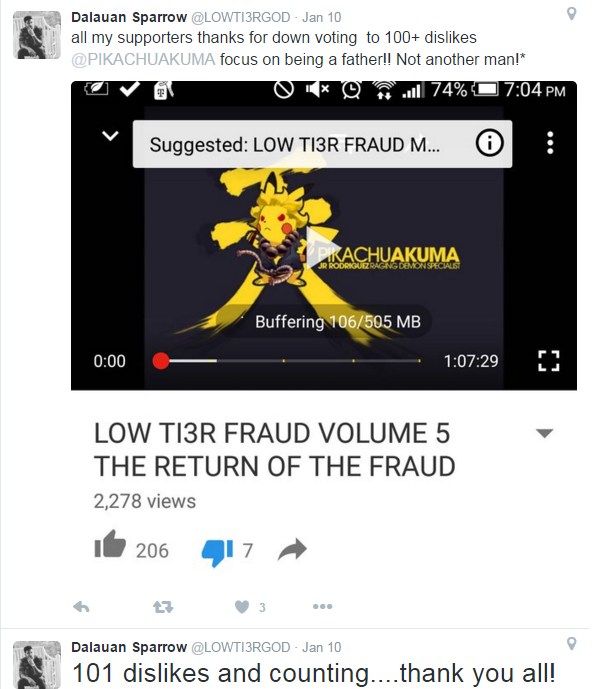 Dalauan Sparrow @LOWTI3RGOD · Jan 10
all my supporters thanks for down voting to 100+ dislikes
@PIKACHUAKUMA focus on being a father!! Not another man!*
74% 7:04 PM
Suggested: LOW TI3R FRAUD M...
PIKACHUAKUMA
JR RODRIGUEZ RAGING DEMON SPECIALIST
Buffering 106/505 MB
0:00 1:07:29
LOW TI3R FRAUD VOLUME 5
THE RETURN OF THE FRAUD
2,278 views
206 7
3
Dalauan Sparrow @LOWTI3RGOD · Jan 10
101 dislikes and counting....thank you all!